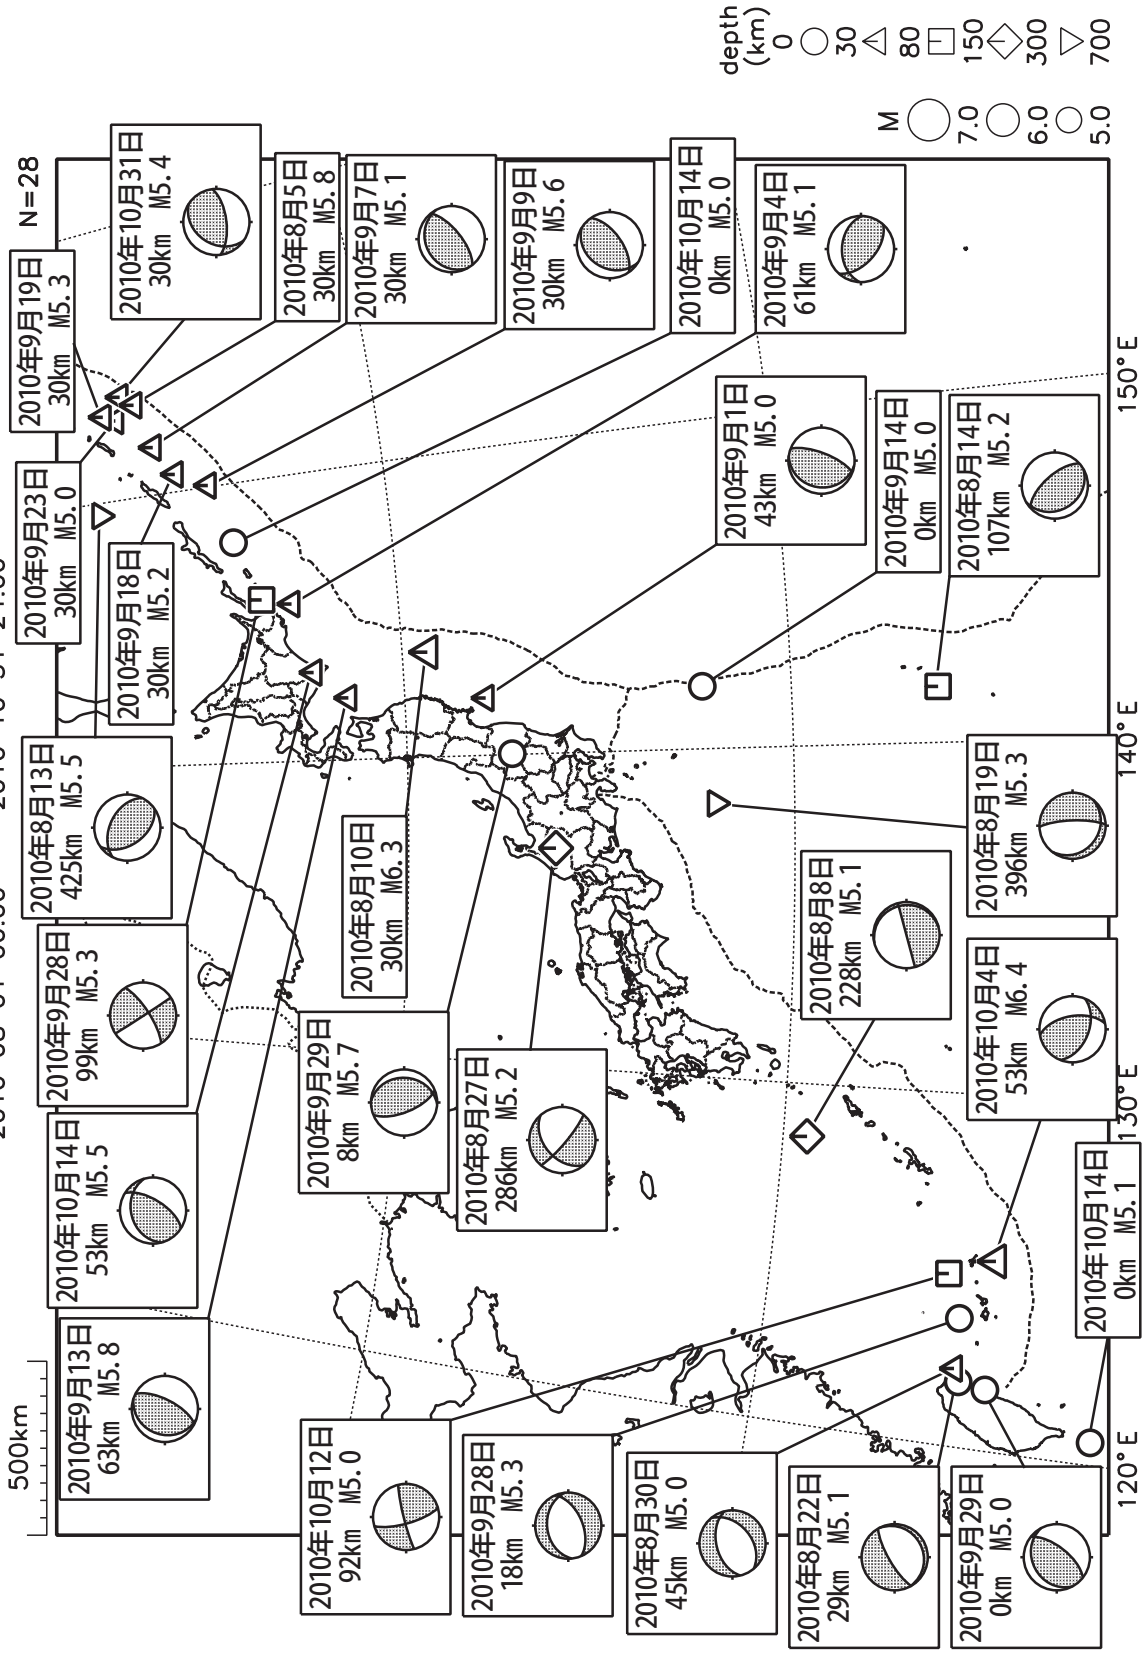 500km
N=28
2010年9月13日
63km M5.8
2010年10月14日
53km M5.5
2010年9月28日
99km M5.3
2010年8月13日
425km M5.5
2010年9月23日
30km M5.0
2010年9月19日
30km M5.3
2010年9月18日
30km M5.2
2010年10月31日
30km M5.4
2010年8月5日
30km M5.8
2010年9月7日
30km M5.1
2010年9月9日
30km M5.6
2010年10月14日
0km M5.0
2010年9月4日
61km M5.1
2010年10月12日
92km M5.0
2010年9月29日
8km M5.7
2010年8月10日
30km M6.3
2010年9月28日
18km M5.3
2010年8月27日
286km M5.2
2010年8月30日
45km M5.0
2010年9月1日
43km M5.0
2010年8月22日
29km M5.1
2010年8月8日
228km M5.1
2010年9月14日
0km M5.0
2010年9月29日
0km M5.0
2010年10月4日
53km M6.4
2010年8月19日
396km M5.3
2010年8月14日
107km M5.2
2010年10月14日
0km M5.1
120°E
130°E
140°E
150°E
M
7.0
6.0
5.0
depth
(km)
0
30
80
150
300
700